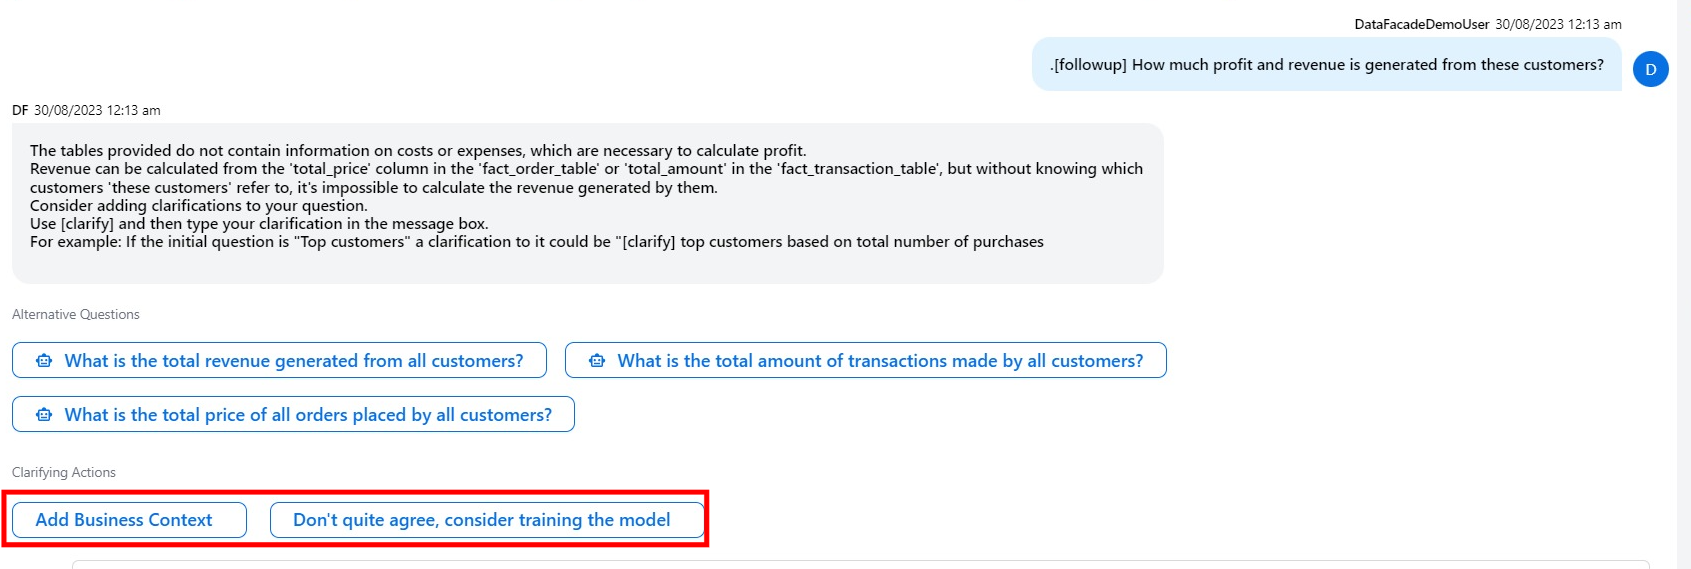 DataFacadeDemoUser 30/08/2023 12:13 am
.[followup] How much profit and revenue is generated from these customers?
D
DF 30/08/2023 12:13 am
The tables provided do not contain information on costs or expenses, which are necessary to calculate profit.
Revenue can be calculated from the 'total_price' column in the 'fact_order_table' or 'total_amount' in the 'fact_transaction_table', but without knowing which
customers 'these customers' refer to, it's impossible to calculate the revenue generated by them.
Consider adding clarifications to your question.
Use [clarify] and then type your clarification in the message box.
For example: If the initial question is "Top customers" a clarification to it could be "[clarify] top customers based on total number of purchases
Alternative Questions
What is the total revenue generated from all customers?
What is the total amount of transactions made by all customers?
What is the total price of all orders placed by all customers?
Clarifying Actions
Add Business Context
Don't quite agree, consider training the model